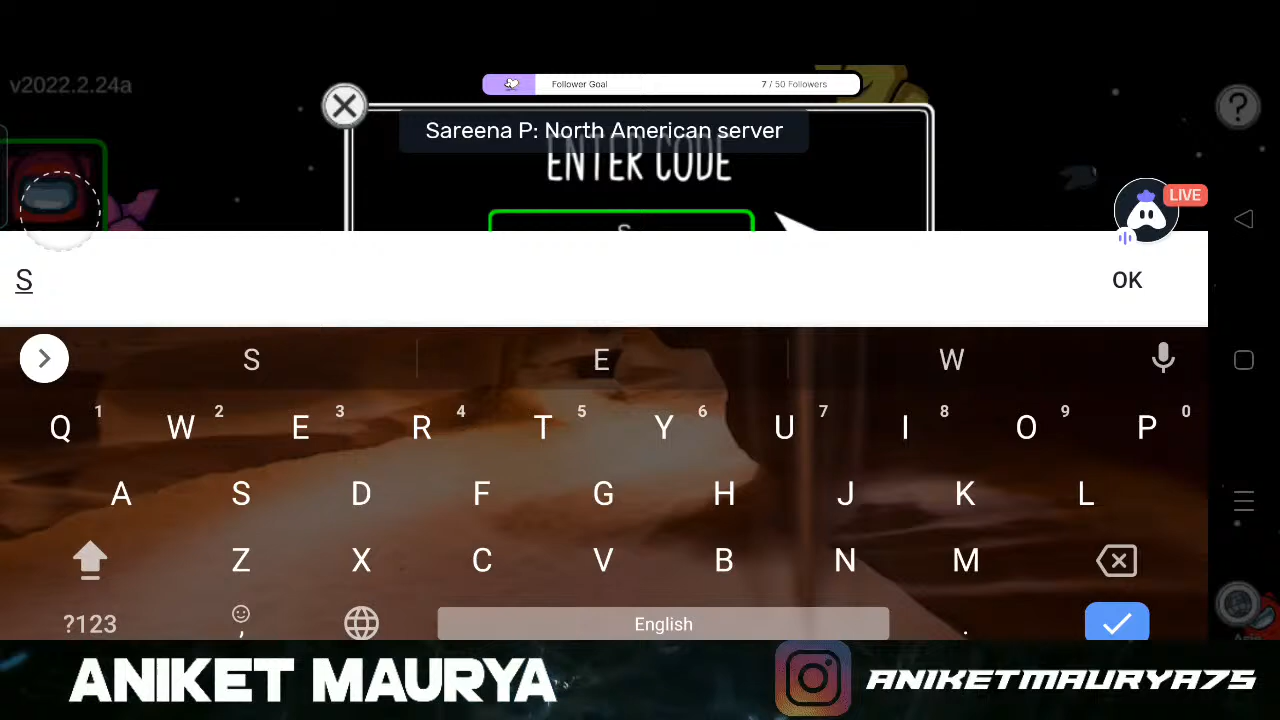 v2022.2.24a
Follower Goal 7 / 50 Followers
Sareena P: North American server
ENTER CODE
LIVE
S
OK
S E W
Q 1 W 2 E 3 R 4 T 5 Y 6 U 7 I 8 O 9 P 0
A S D F G H J K L
Z X C V B N M
?123 , English .
Asia
ANIKET MAURYA ANIKETMAURYA75